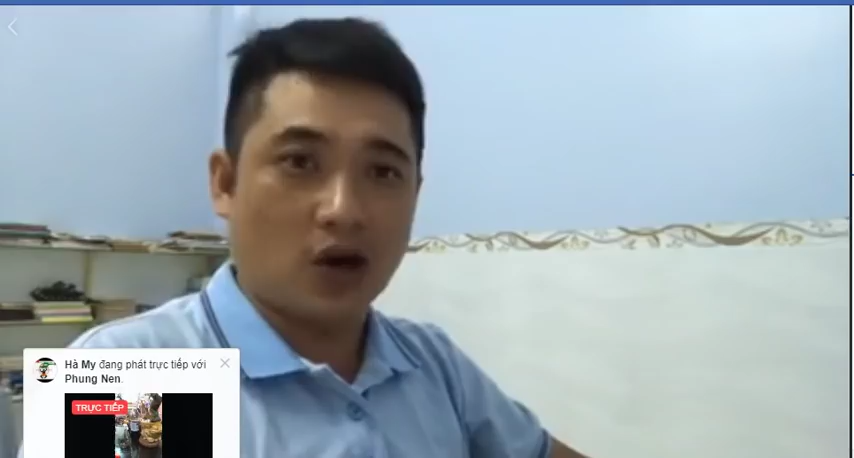 Hà My đang phát trực tiếp với
Phung Nen.
TRỰC TIẾP